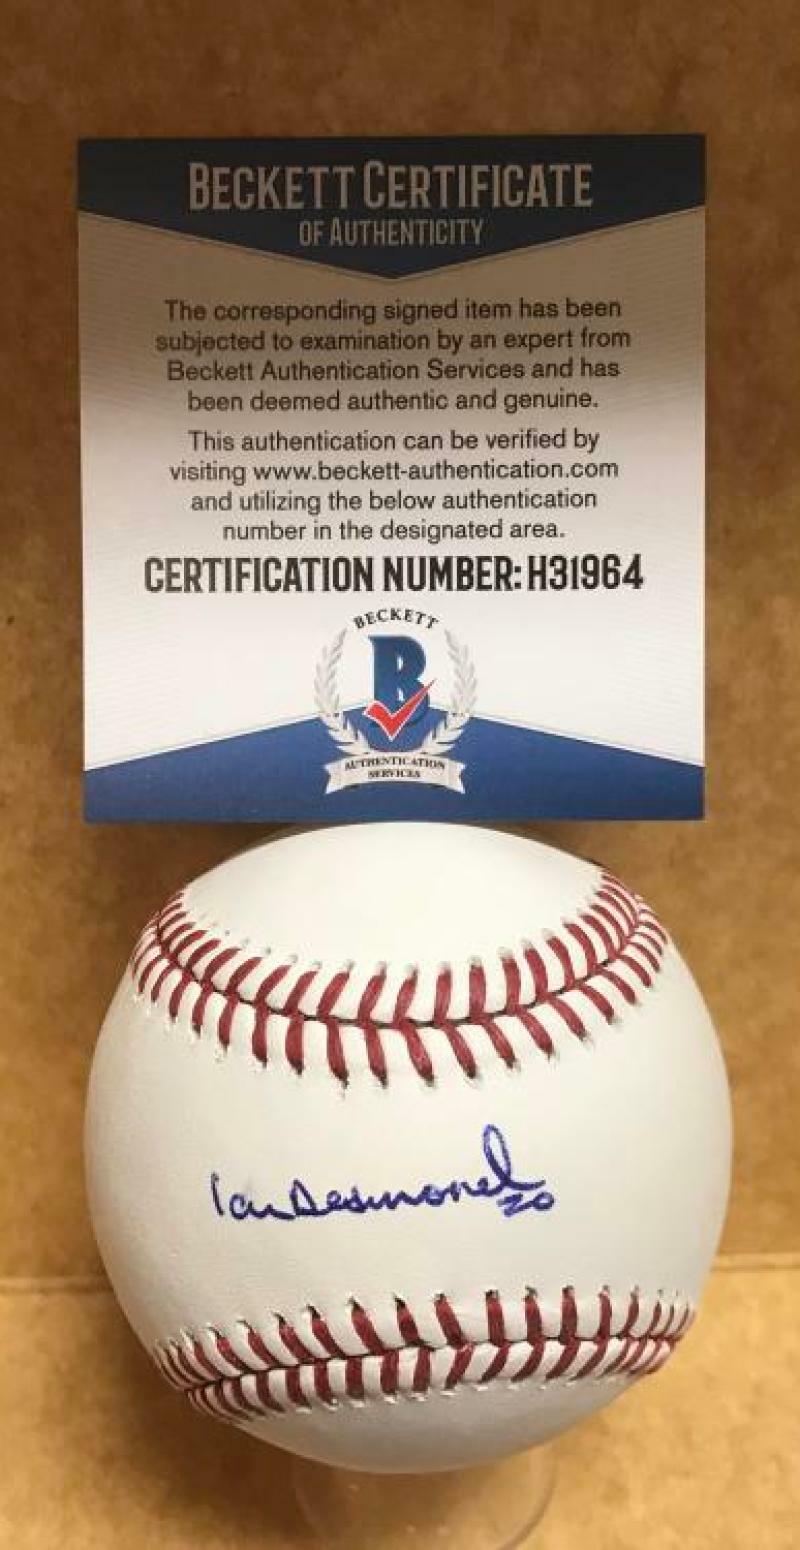 BECKETT CERTIFICATE
OF AUTHENTICITY
The corresponding signed item has been
subjected to examination by an expert from
Beckett Authentication Services and has
been deemed authentic and genuine.
This authentication can be verified by
visiting www.beckett-authentication.com
and utilizing the below authentication
number in the designated area.
CERTIFICATION NUMBER: H31964
BECKETT
B
AUTHENTICATION
SERVICES
Ian Desmond
20